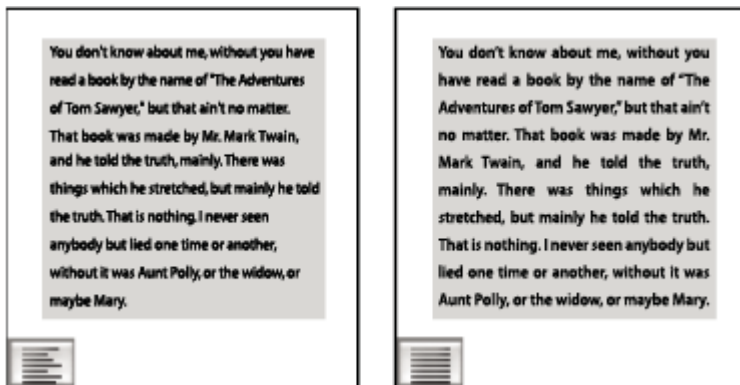 You don't know about me, without you have
read a book by the name of "The Adventures
of Tom Sawyer," but that ain't no matter.
That book was made by Mr. Mark Twain,
and he told the truth, mainly. There was
things which he stretched, but mainly he told
the truth. That is nothing. I never seen
anybody but lied one time or another,
without it was Aunt Polly, or the widow, or
maybe Mary.
You don't know about me, without you
have read a book by the name of "The
Adventures of Tom Sawyer," but that ain't
no matter. That book was made by Mr.
Mark Twain, and he told the truth,
mainly. There was things which he
stretched, but mainly he told the truth.
That is nothing. I never seen anybody but
lied one time or another, without it was
Aunt Polly, or the widow, or maybe Mary.